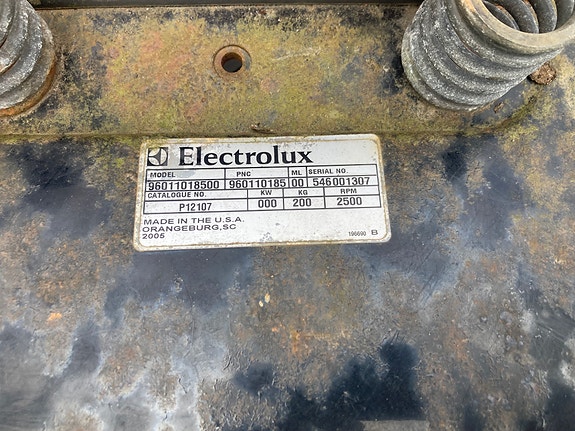 Electrolux
MODEL PNC ML SERIAL NO.
96011018500 960110185 00 546001307
CATALOGUE NO. KW KG RPM
P12107 000 200 2500
MADE IN THE U.S.A.
ORANGEBURG,SC
2005 196690 B